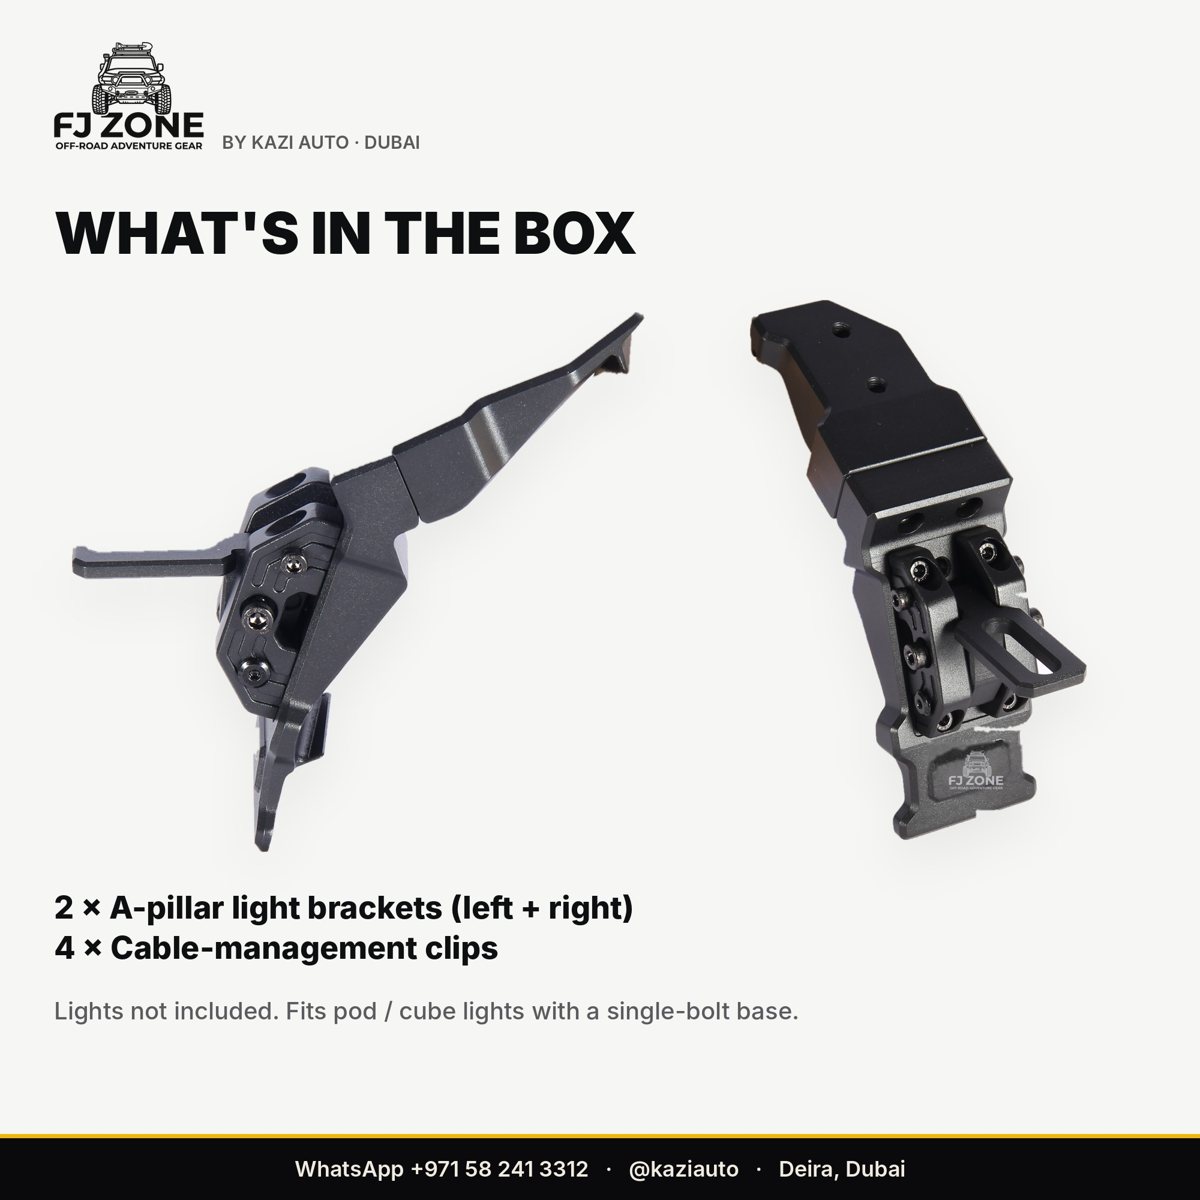 FJ ZONE
OFF-ROAD ADVENTURE GEAR
BY KAZI AUTO · DUBAI
WHAT'S IN THE BOX
FJ ZONE
OFF-ROAD ADVENTURE GEAR
2 × A-pillar light brackets (left + right)
4 × Cable-management clips
Lights not included. Fits pod / cube lights with a single-bolt base.
WhatsApp +971 58 241 3312 · @kaziauto · Deira, Dubai